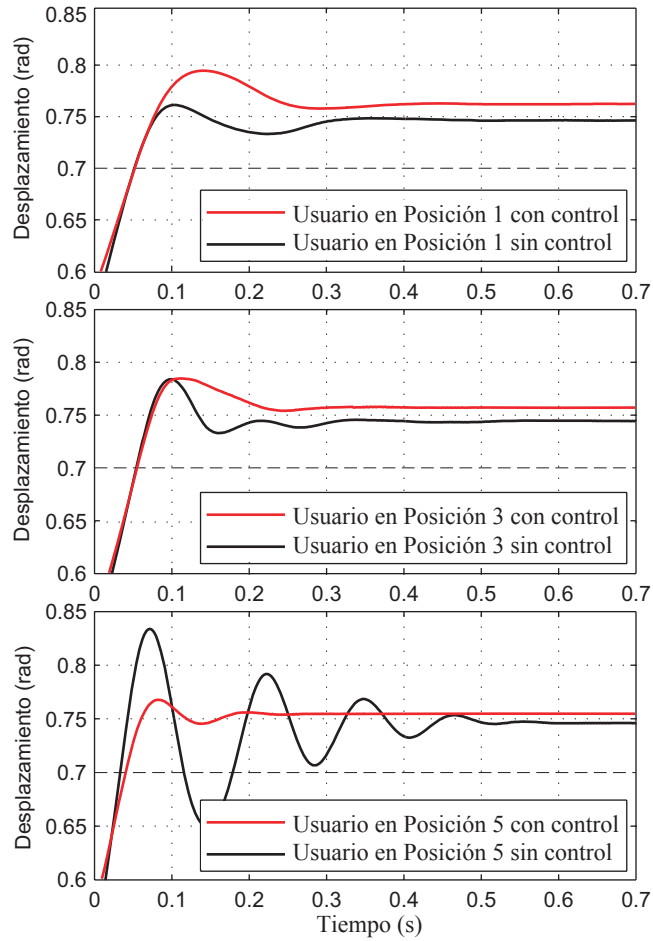 0.85
0.8
0.75
0.7
0.65
0.6
Desplazamiento (rad)
Usuario en Posición 1 con control
Usuario en Posición 1 sin control
0 0.1 0.2 0.3 0.4 0.5 0.6 0.7
0.85
0.8
0.75
0.7
0.65
0.6
Desplazamiento (rad)
Usuario en Posición 3 con control
Usuario en Posición 3 sin control
0 0.1 0.2 0.3 0.4 0.5 0.6 0.7
0.85
0.8
0.75
0.7
0.65
0.6
Desplazamiento (rad)
Usuario en Posición 5 con control
Usuario en Posición 5 sin control
0 0.1 0.2 0.3 0.4 0.5 0.6 0.7
Tiempo (s)